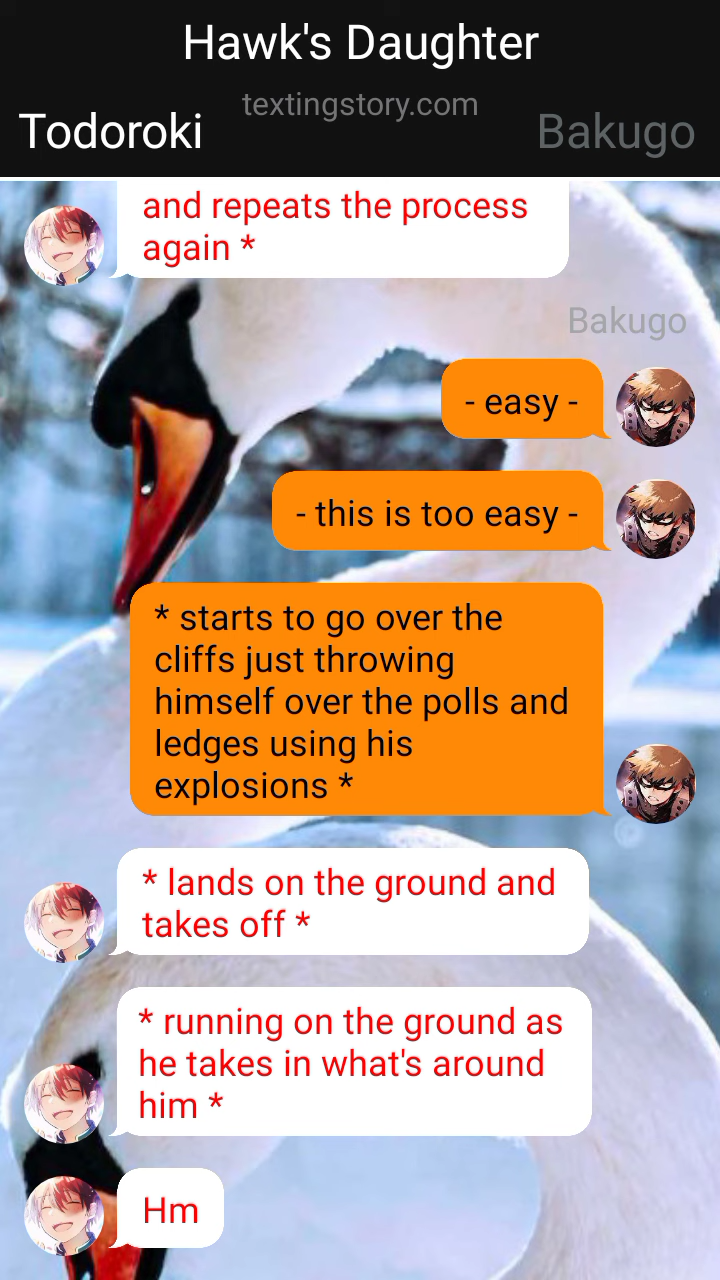 Hawk's Daughter
textingstory.com
Todoroki
Bakugo
and repeats the process
again *
Bakugo
- easy -
- this is too easy -
* starts to go over the
cliffs just throwing
himself over the polls and
ledges using his
explosions *
* lands on the ground and
takes off *
* running on the ground as
he takes in what's around
him *
Hm